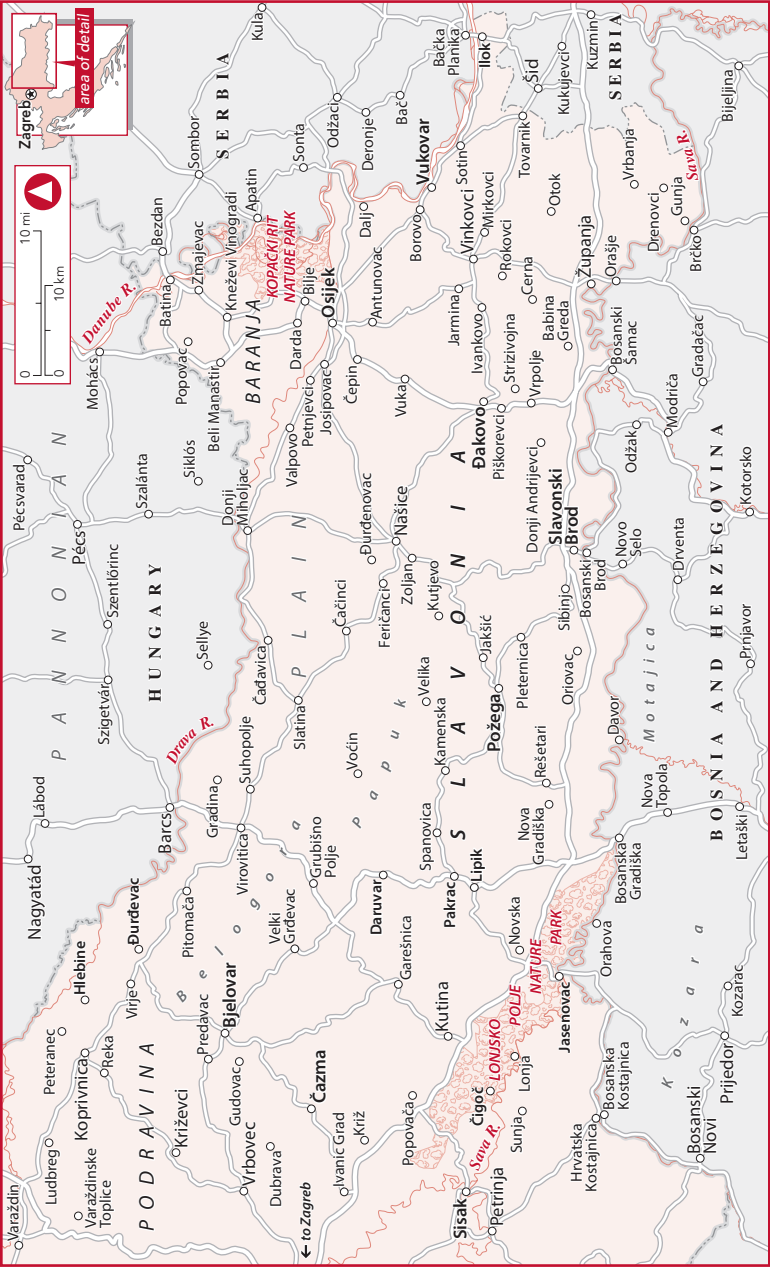 Zagreb
area of detail
0
10 mi
0
10 km
Varaždin
Varaždinske
Toplice
Ludbreg
Koprivnica
Peteranec
Reka
Hlebine
Virje
Đurđevac
Nagyatád
Lábod
Barcs
Szigetvár
Szentlőrinc
Pécs
Pécsvárad
Szalánta
Siklós
Sellye
Mohács
HUNGARY
PANNONIAN
PLAIN
Danube R.
Drava R.
PODRAVINA
Križevci
Predavac
Bjelovar
Gudovac
Vrbovec
Dubrava
Čazma
Ivanić Grad
Križ
← to Zagreb
Popovača
Kutina
Garešnica
Belogora
Pitomača
Velki
Grđevac
Grubišno
Polje
Virovitica
Gradina
Suhopolje
Slatina
Čađavica
Voćin
Papuk
Čačinci
Feričanci
Zoljan
Našice
Đurđenovac
Donji
Miholjac
Valpovo
Petnjevci
Josipovac
Čepin
Vuka
Beli Manastir
Popovac
BARANJA
Batina
Zmajevac
Kneževi Vinogradi
Darda
Bilje
Osijek
KOPAČKI RIT
NATURE PARK
Bezdan
Sombor
Apatin
Sonta
SERBIA
Kula
Odžaci
Deronje
Bač
Bačka
Planika
Ilok
Dalj
Antunovac
Borovo
Vukovar
Sotin
Vinkovci
Mirkovci
Rokovci
Jarmina
Ivankovo
Cerna
Otok
Tovarnik
Šid
Kukujevci
Kuzmin
SERBIA
Strizivojna
Vrpolje
Babina
Greda
Županja
Orašje
Vrbanja
Drenovci
Gunja
Sava R.
Bijeljina
Brčko
Đakovo
Piškorevci
SLAVONIA
Daruvar
Pakrac
Lipik
Spanovica
Kamenska
Velika
Požega
Jakšić
Kutjevo
Pleternica
Rešetari
Nova
Gradiška
Oriovac
Sibinj
Slavonski
Brod
Donji Andrijevci
Bosanski
Brod
Novo
Selo
Odžak
Bosanski
Šamac
Modriča
Gradačac
Kotorsko
Drventa
Prnjavor
Motajica
Davor
BOSNIA AND HERZEGOVINA
Nova
Topola
Letaški
Bosanska
Gradiška
Orahova
Novska
Jasenovac
LONJSKO
POLJE
NATURE
PARK
Čigoč
Lonja
Sunja
Sava R.
Sisak
Petrinja
Hrvatska
Kostajnica
Bosanska
Kostajnica
Bosanski
Novi
Prijedor
Kozarac
Kozara